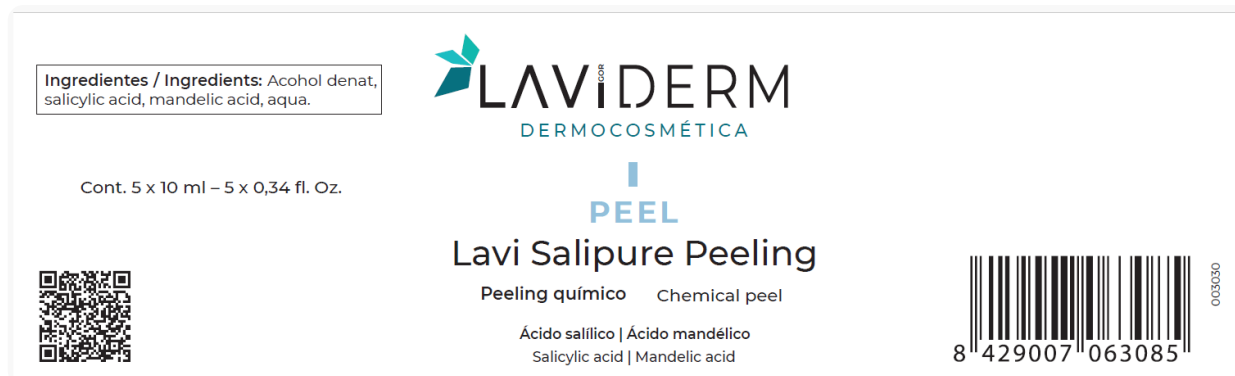 Ingredientes / Ingredients: Acohol denat,
salicylic acid, mandelic acid, aqua.
Cont. 5 x 10 ml – 5 x 0,34 fl. Oz.
LAViDERM
IGOR
DERMOCOSMÉTICA
PEEL
Lavi Salipure Peeling
Peeling químico Chemical peel
Ácido salílico | Ácido mandélico
Salicylic acid | Mandelic acid
8 429007 063085
003030